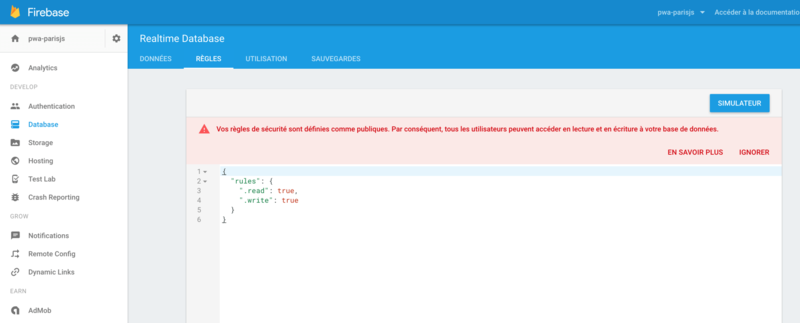 Firebase
pwa-parisjs
Accéder à la documentatio
pwa-parisjs
Analytics
DEVELOP
Authentication
Database
Storage
Hosting
Test Lab
Crash Reporting
GROW
Notifications
Remote Config
Dynamic Links
EARN
AdMob
Realtime Database
DONNÉES RÈGLES UTILISATION SAUVEGARDES
SIMULATEUR
Vos règles de sécurité sont définies comme publiques. Par conséquent, tous les utilisateurs peuvent accéder en lecture et en écriture à votre base de données.
EN SAVOIR PLUS IGNORER
1 {
2 "rules": {
3 ".read": true,
4 ".write": true
5 }
6 }